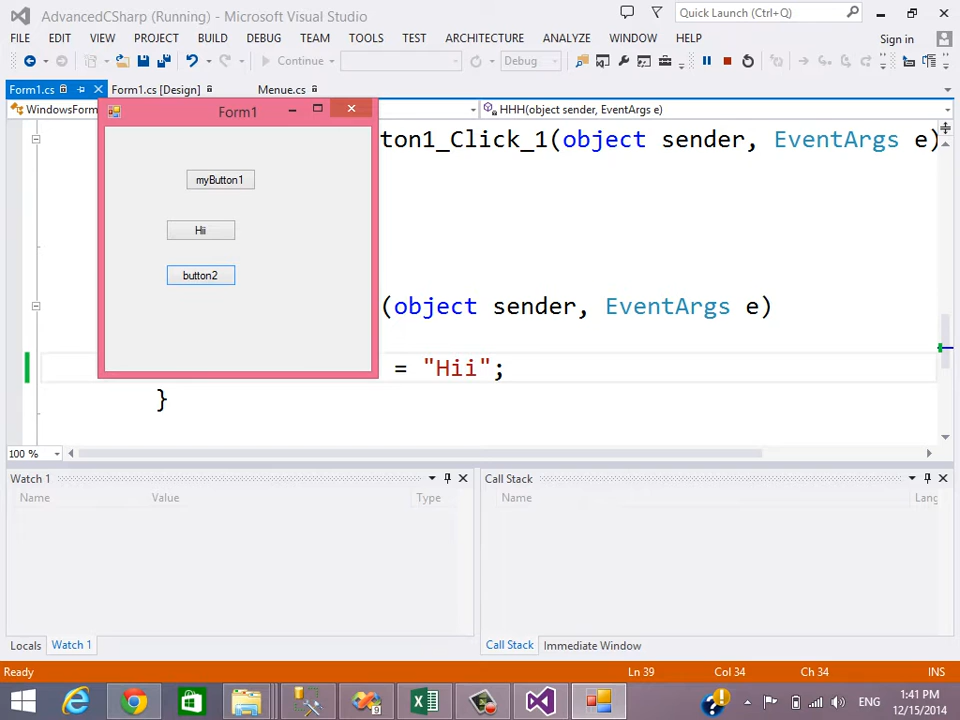 AdvancedCSharp (Running) - Microsoft Visual Studio
Quick Launch (Ctrl+Q)
FILE EDIT VIEW PROJECT BUILD DEBUG TEAM TOOLS TEST ARCHITECTURE ANALYZE WINDOW HELP
Sign in
Continue
Debug
Form1.cs
Form1.cs [Design]
Menue.cs
WindowsForm
HHH(object sender, EventArgs e)
Form1
myButton1
Hii
button2
ton1_Click_1(object sender, EventArgs e)
(object sender, EventArgs e)
= "Hii";
}
100 %
Watch 1
Name Value Type
Call Stack
Name Lang
Locals Watch 1
Call Stack Immediate Window
Ready Ln 39 Col 34 Ch 34 INS
ENG
1:41 PM
12/15/2014